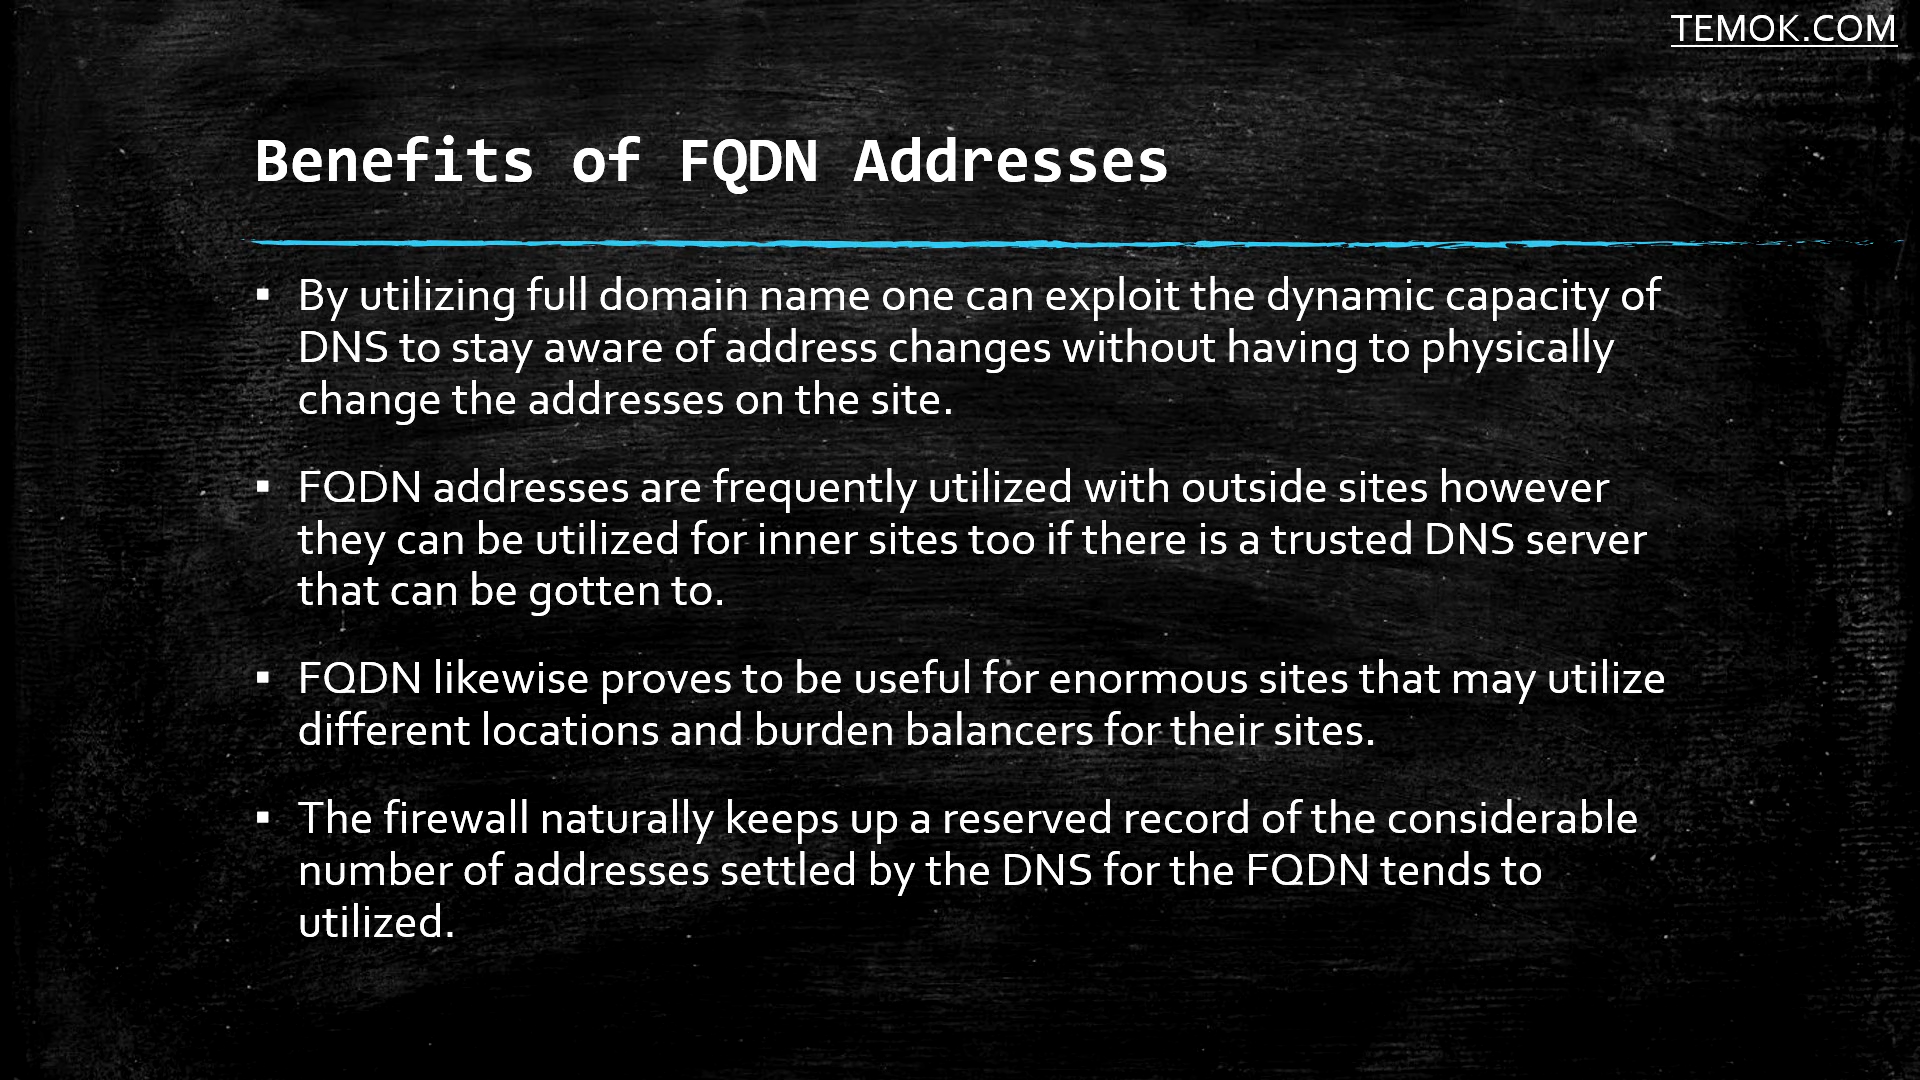 TEMOK.COM
Benefits of FQDN Addresses
▪ By utilizing full domain name one can exploit the dynamic capacity of
DNS to stay aware of address changes without having to physically
change the addresses on the site.
▪ FQDN addresses are frequently utilized with outside sites however
they can be utilized for inner sites too if there is a trusted DNS server
that can be gotten to.
▪ FQDN likewise proves to be useful for enormous sites that may utilize
different locations and burden balancers for their sites.
▪ The firewall naturally keeps up a reserved record of the considerable
number of addresses settled by the DNS for the FQDN tends to
utilized.